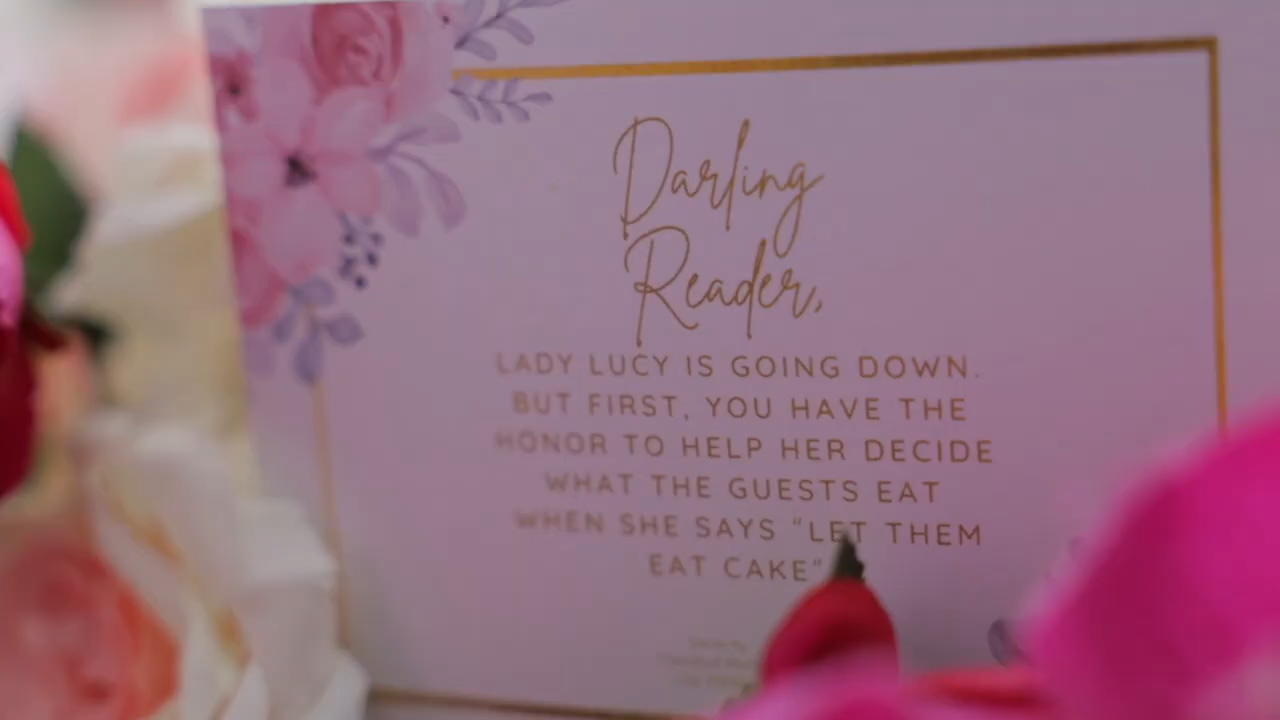 Darling
Reader,
LADY LUCY IS GOING DOWN.
BUT FIRST, YOU HAVE THE
HONOR TO HELP HER DECIDE
WHAT THE GUESTS EAT
WHEN SHE SAYS “LET THEM
EAT CAKE”